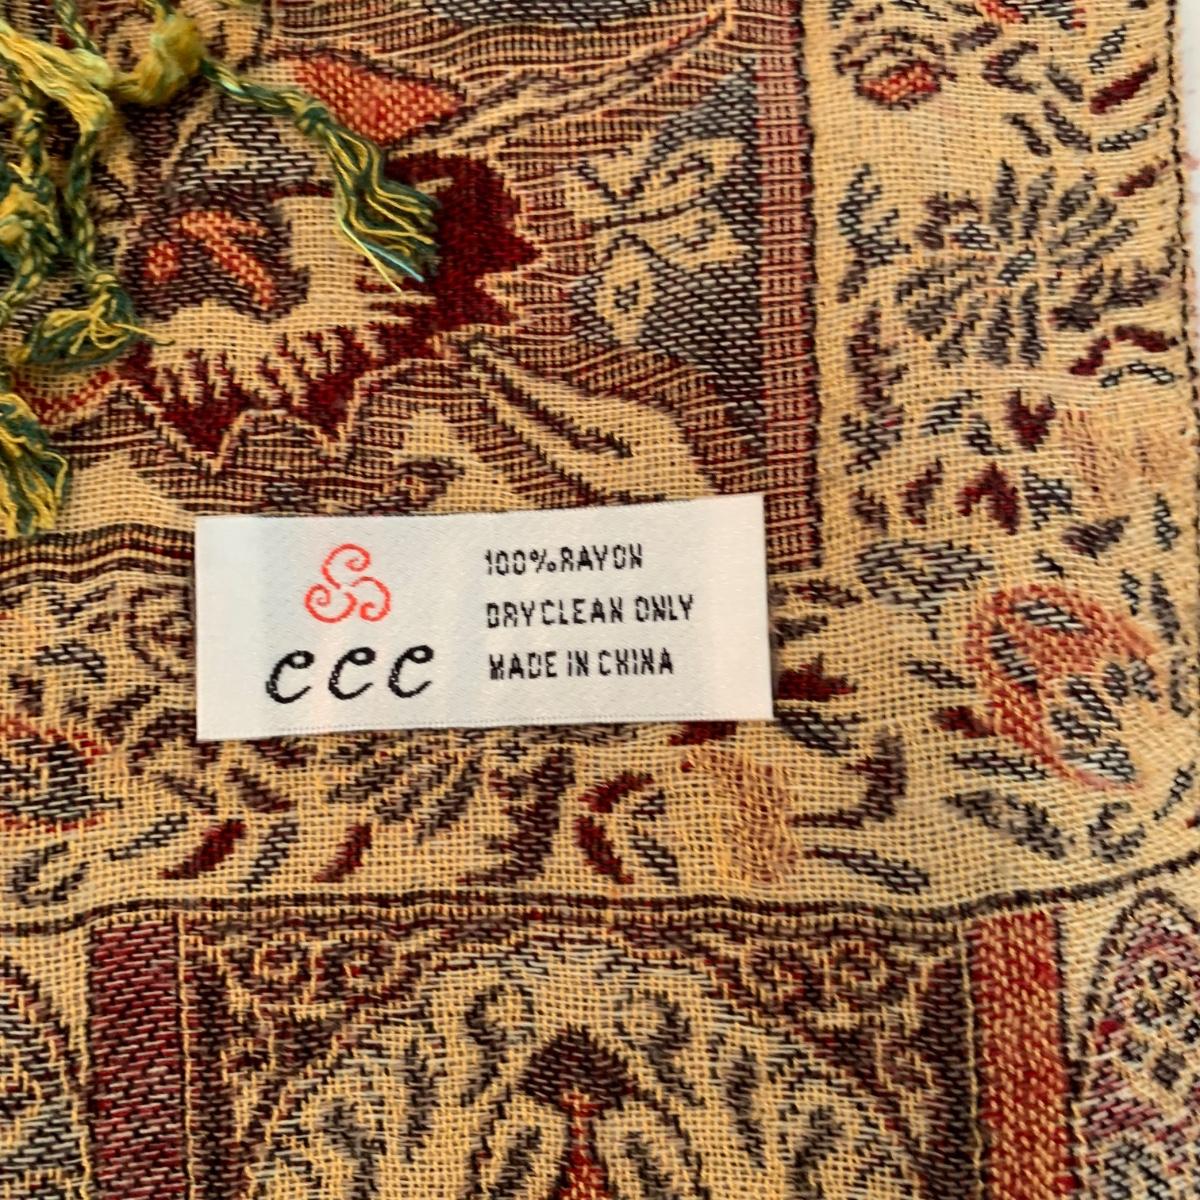 ccc
100%RAYON
DRYCLEAN ONLY
MADE IN CHINA